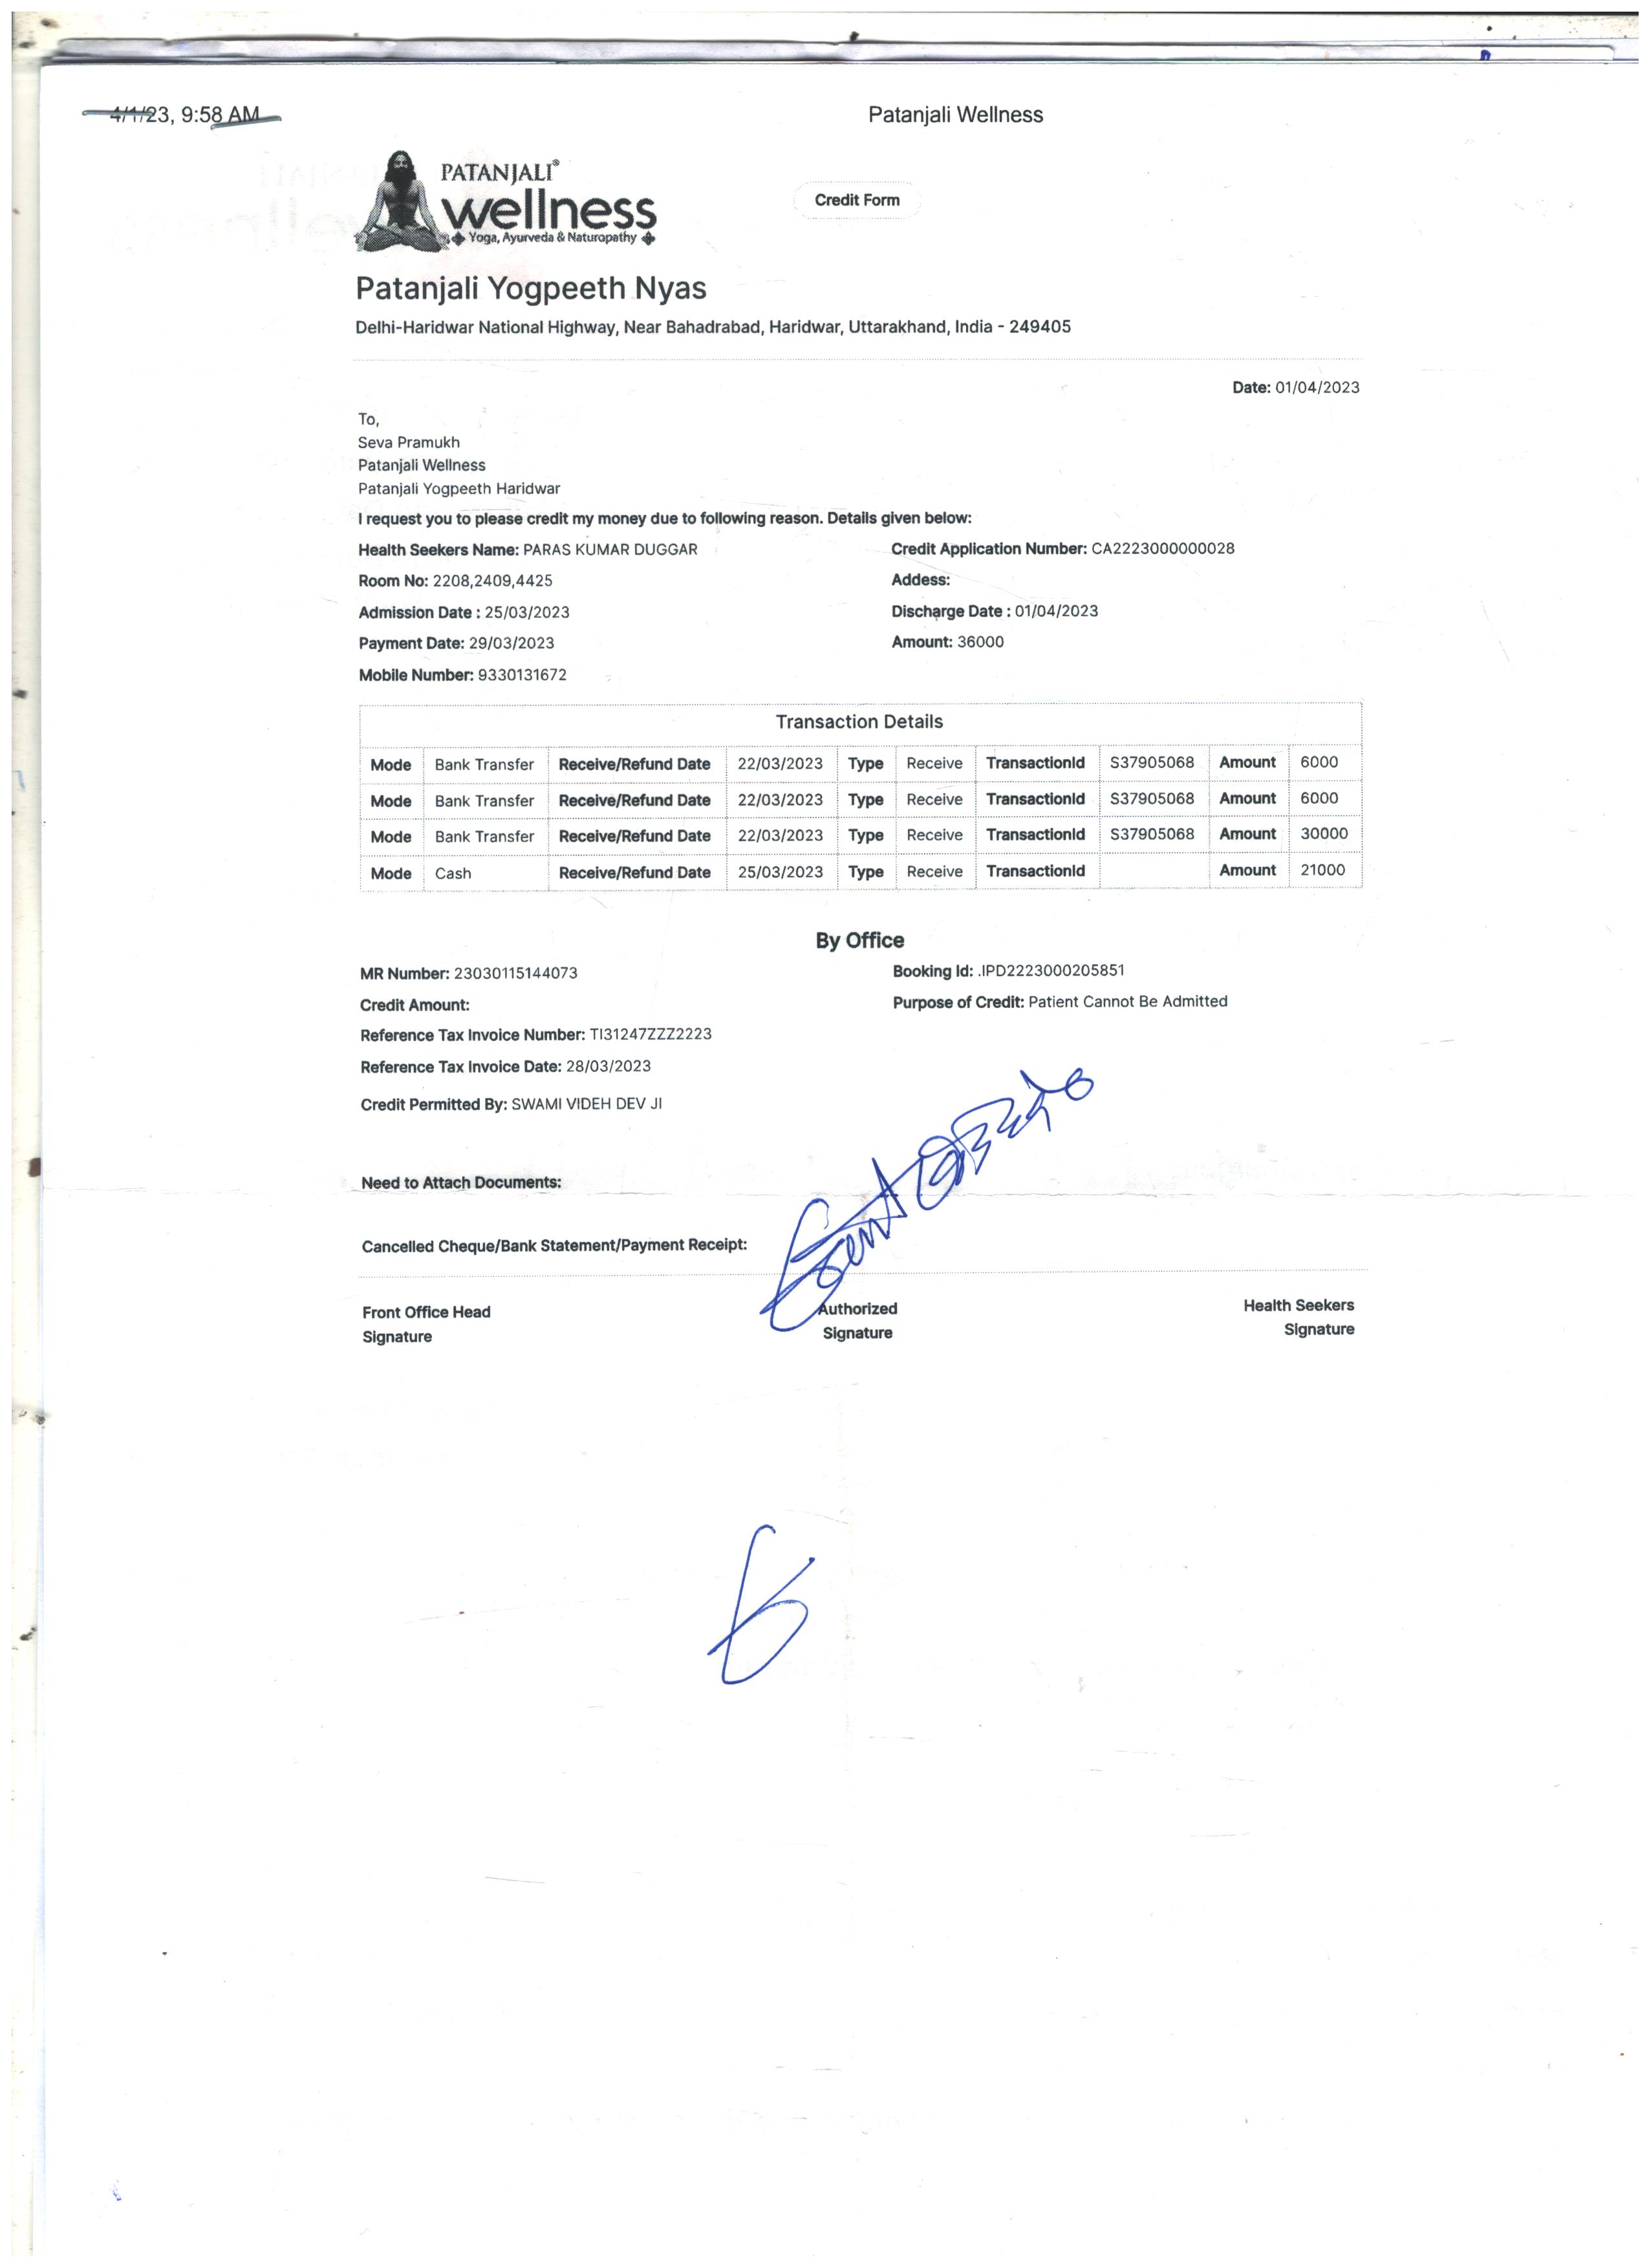 4/1/23, 9:58 AM
Patanjali Wellness
PATANJALI®
wellness
Yoga, Ayurveda & Naturopathy
Credit Form
Patanjali Yogpeeth Nyas
Delhi-Haridwar National Highway, Near Bahadrabad, Haridwar, Uttarakhand, India - 249405
Date: 01/04/2023
To,
Seva Pramukh
Patanjali Wellness
Patanjali Yogpeeth Haridwar
I request you to please credit my money due to following reason. Details given below:
Health Seekers Name: PARAS KUMAR DUGGAR Credit Application Number: CA2223000000028
Room No: 2208,2409,4425 Addess:
Admission Date : 25/03/2023 Discharge Date : 01/04/2023
Payment Date: 29/03/2023 Amount: 36000
Mobile Number: 9330131672
Transaction Details
Mode Bank Transfer Receive/Refund Date 22/03/2023 Type Receive TransactionId S37905068 Amount 6000
Mode Bank Transfer Receive/Refund Date 22/03/2023 Type Receive TransactionId S37905068 Amount 6000
Mode Bank Transfer Receive/Refund Date 22/03/2023 Type Receive TransactionId S37905068 Amount 30000
Mode Cash Receive/Refund Date 25/03/2023 Type Receive TransactionId Amount 21000
By Office
MR Number: 23030115144073 Booking Id: .IPD2223000205851
Credit Amount: Purpose of Credit: Patient Cannot Be Admitted
Reference Tax Invoice Number: TI31247ZZZ2223
Reference Tax Invoice Date: 28/03/2023
Credit Permitted By: SWAMI VIDEH DEV JI
Need to Attach Documents:
Cancelled Cheque/Bank Statement/Payment Receipt:
Front Office Head Authorized Health Seekers
Signature Signature Signature